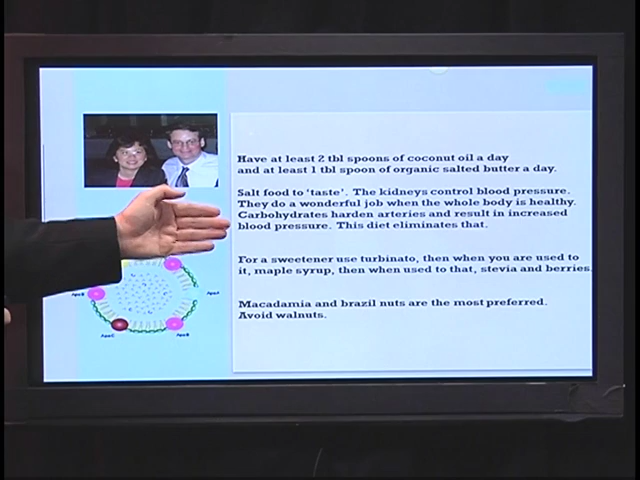 Have at least 2 tbl spoons of coconut oil a day
and at least 1 tbl spoon of organic salted butter a day.
Salt food to 'taste'. The kidneys control blood pressure.
They do a wonderful job when the whole body is healthy.
Carbohydrates harden arteries and result in increased
blood pressure. This diet eliminates that.
For a sweetener use turbinato, then when you are used to
it, maple syrup, then when used to that, stevia and berries.
Macadamia and brazil nuts are the most preferred.
Avoid walnuts.